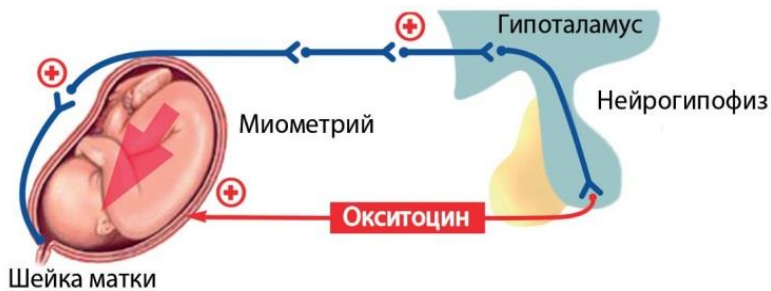 Гипоталамус
Нейрогипофиз
Миометрий
Окситоцин
Шейка матки